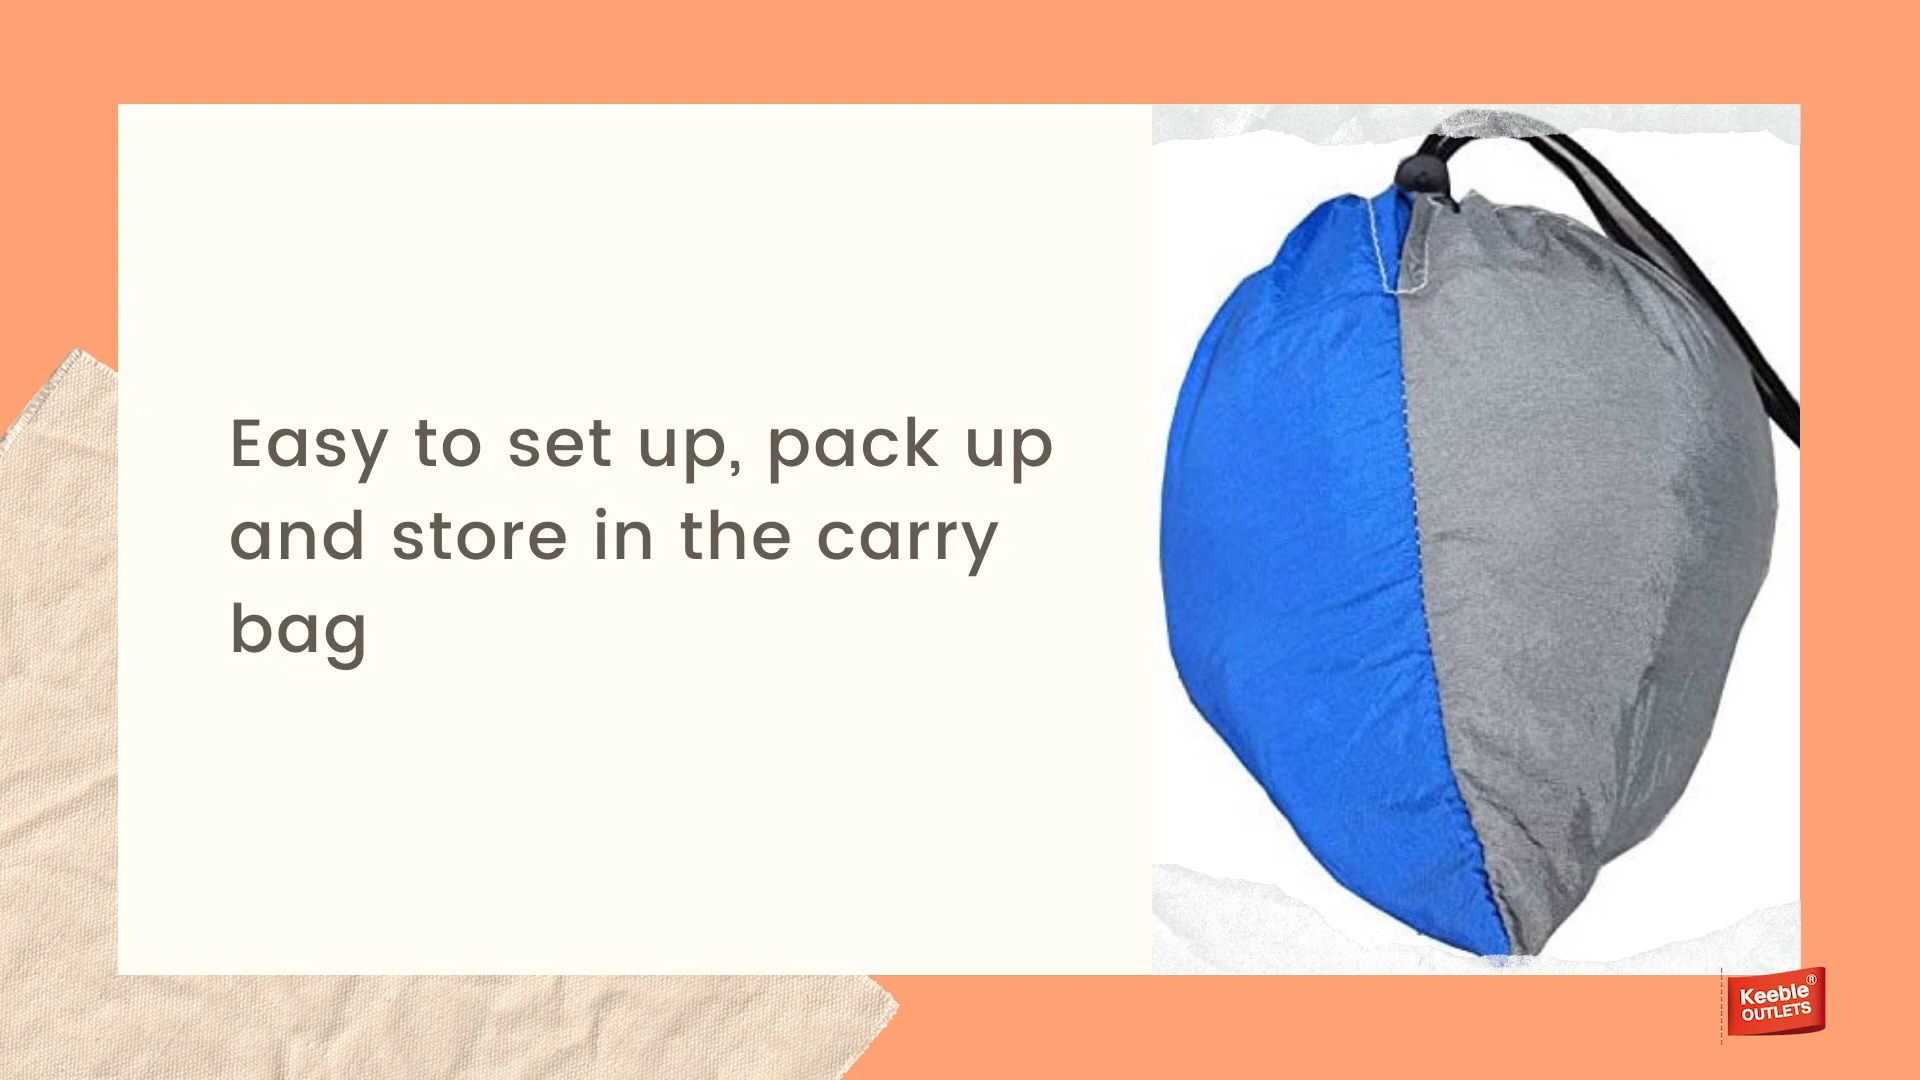 Easy to set up, pack up
and store in the carry
bag
Keeble®
OUTLETS